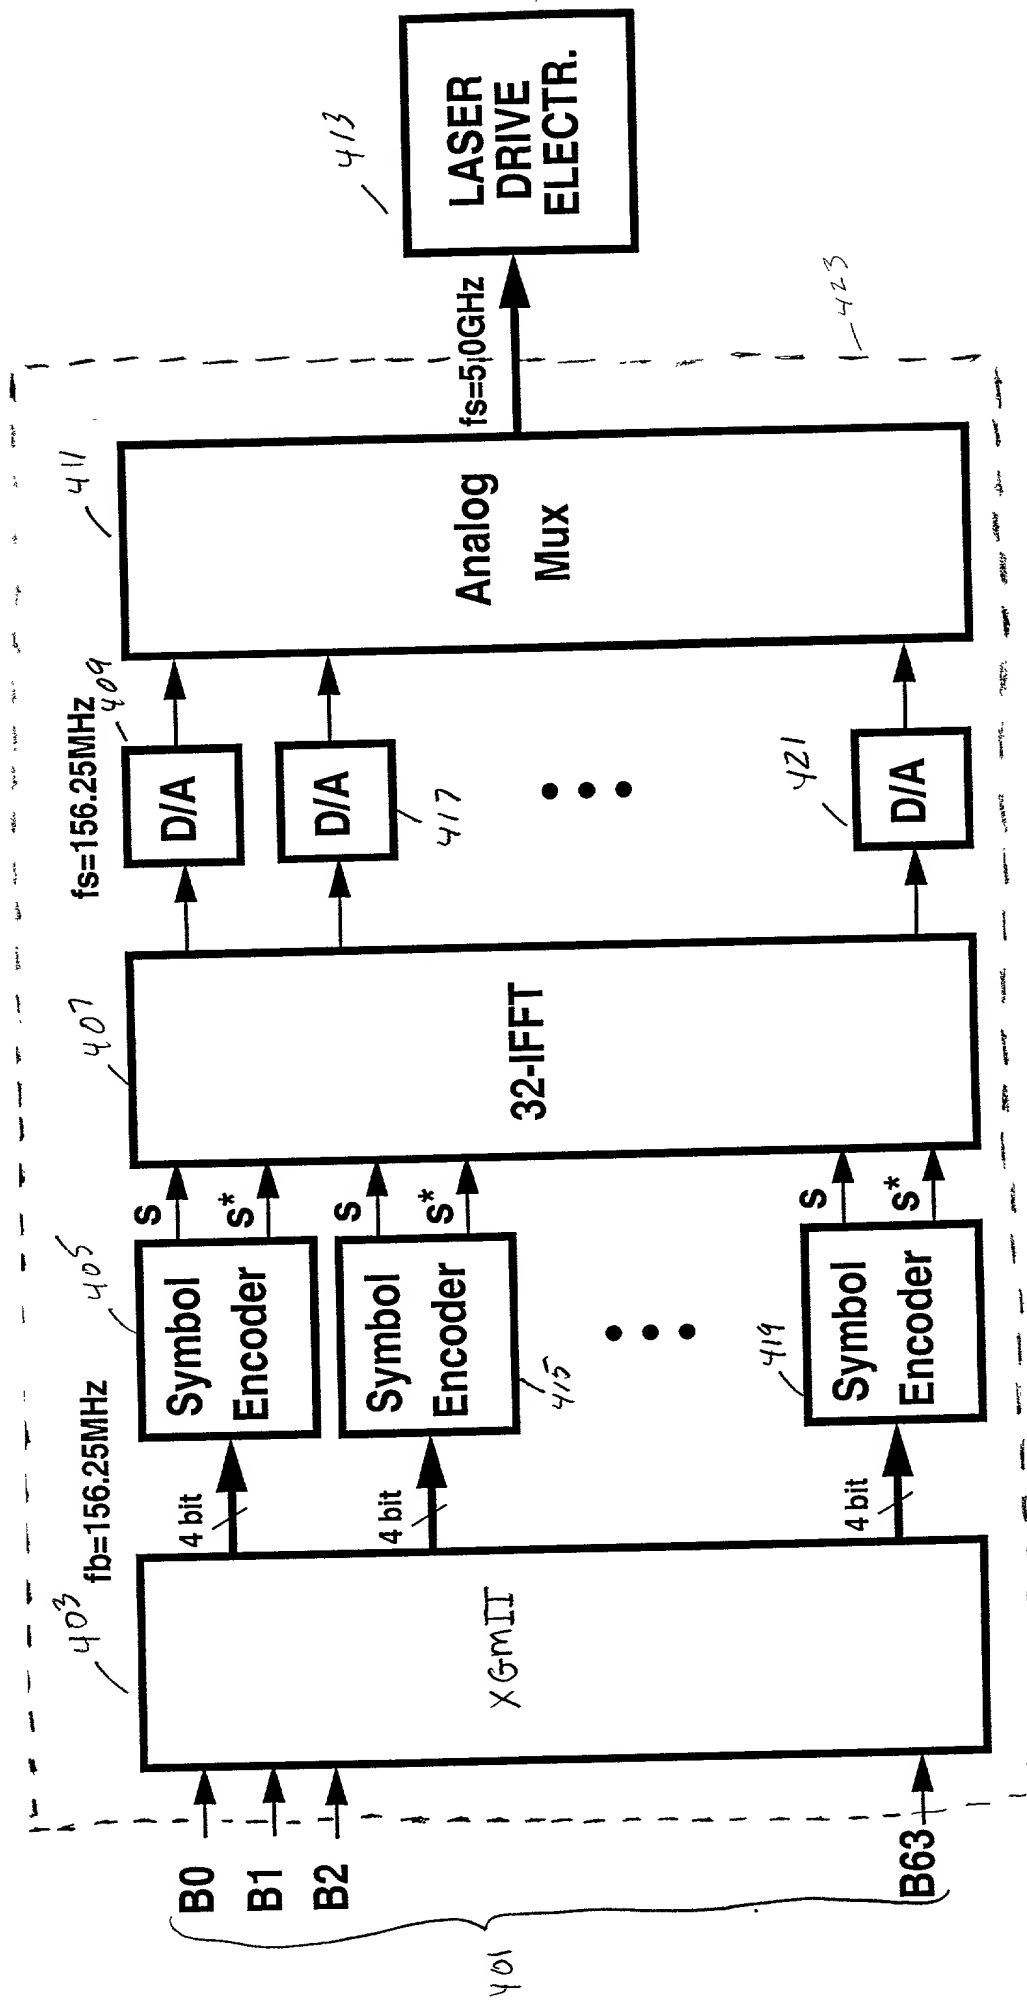 401
B0
B1
B2
B63
403
XGmII
fb=156.25MHz
4 bit
4 bit
4 bit
405
Symbol
Encoder
415
Symbol
Encoder
419
Symbol
Encoder
s
s*
s
s*
s
s*
407
32-IFFT
fs=156.25MHz
409
D/A
417
D/A
421
D/A
411
Analog
Mux
fs=5.0GHz
423
413
LASER
DRIVE
ELECTR.